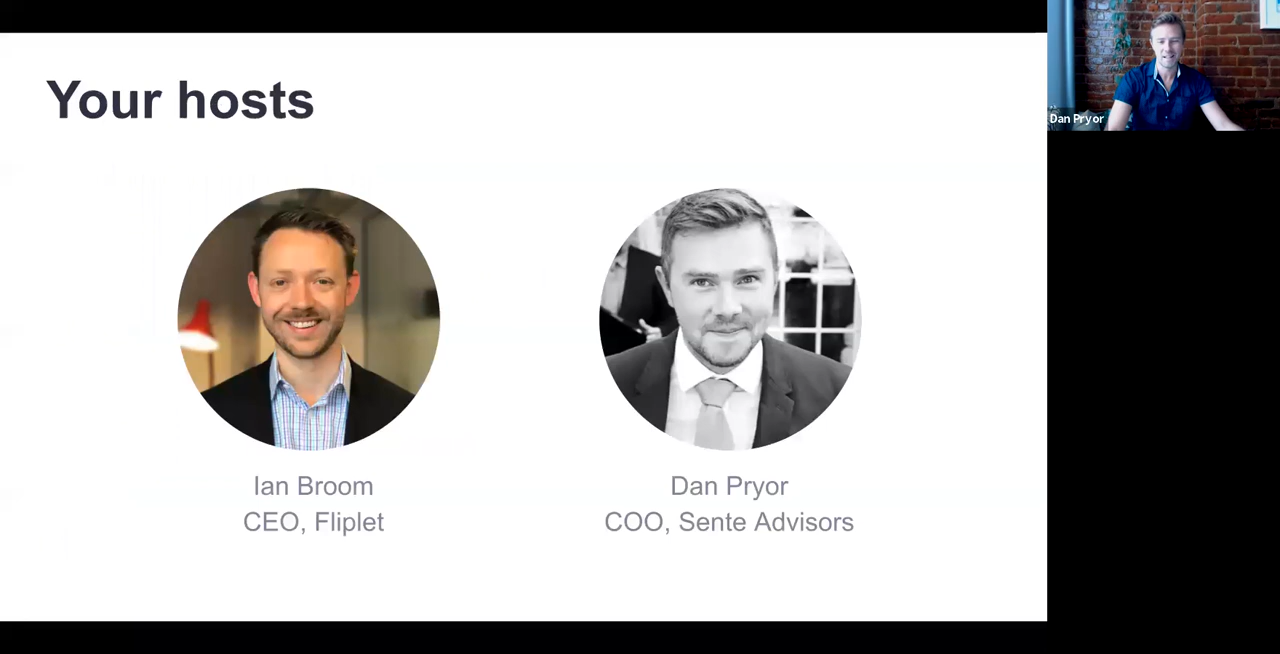 Your hosts
Dan Pryor
Ian Broom
CEO, Fliplet
Dan Pryor
COO, Sente Advisors